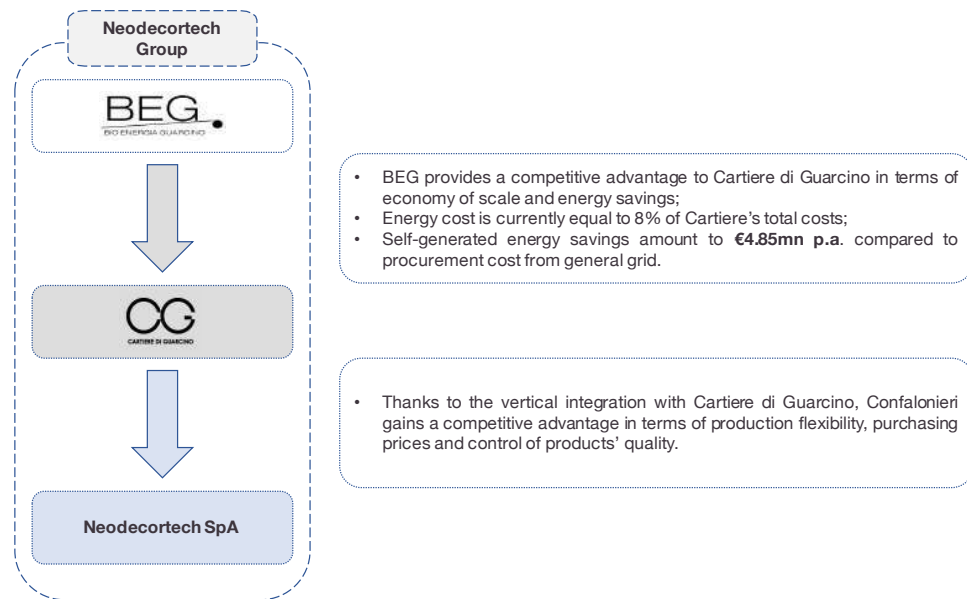 Neodecortech
Group
BEG
BIO ENERGIA GUARCINO
• BEG provides a competitive advantage to Cartiere di Guarcino in terms of
economy of scale and energy savings;
• Energy cost is currently equal to 8% of Cartiere's total costs;
• Self-generated energy savings amount to €4.85mn p.a. compared to
procurement cost from general grid.
CG
CARTIERE DI GUARCINO
• Thanks to the vertical integration with Cartiere di Guarcino, Confalonieri
gains a competitive advantage in terms of production flexibility, purchasing
prices and control of products' quality.
Neodecortech SpA